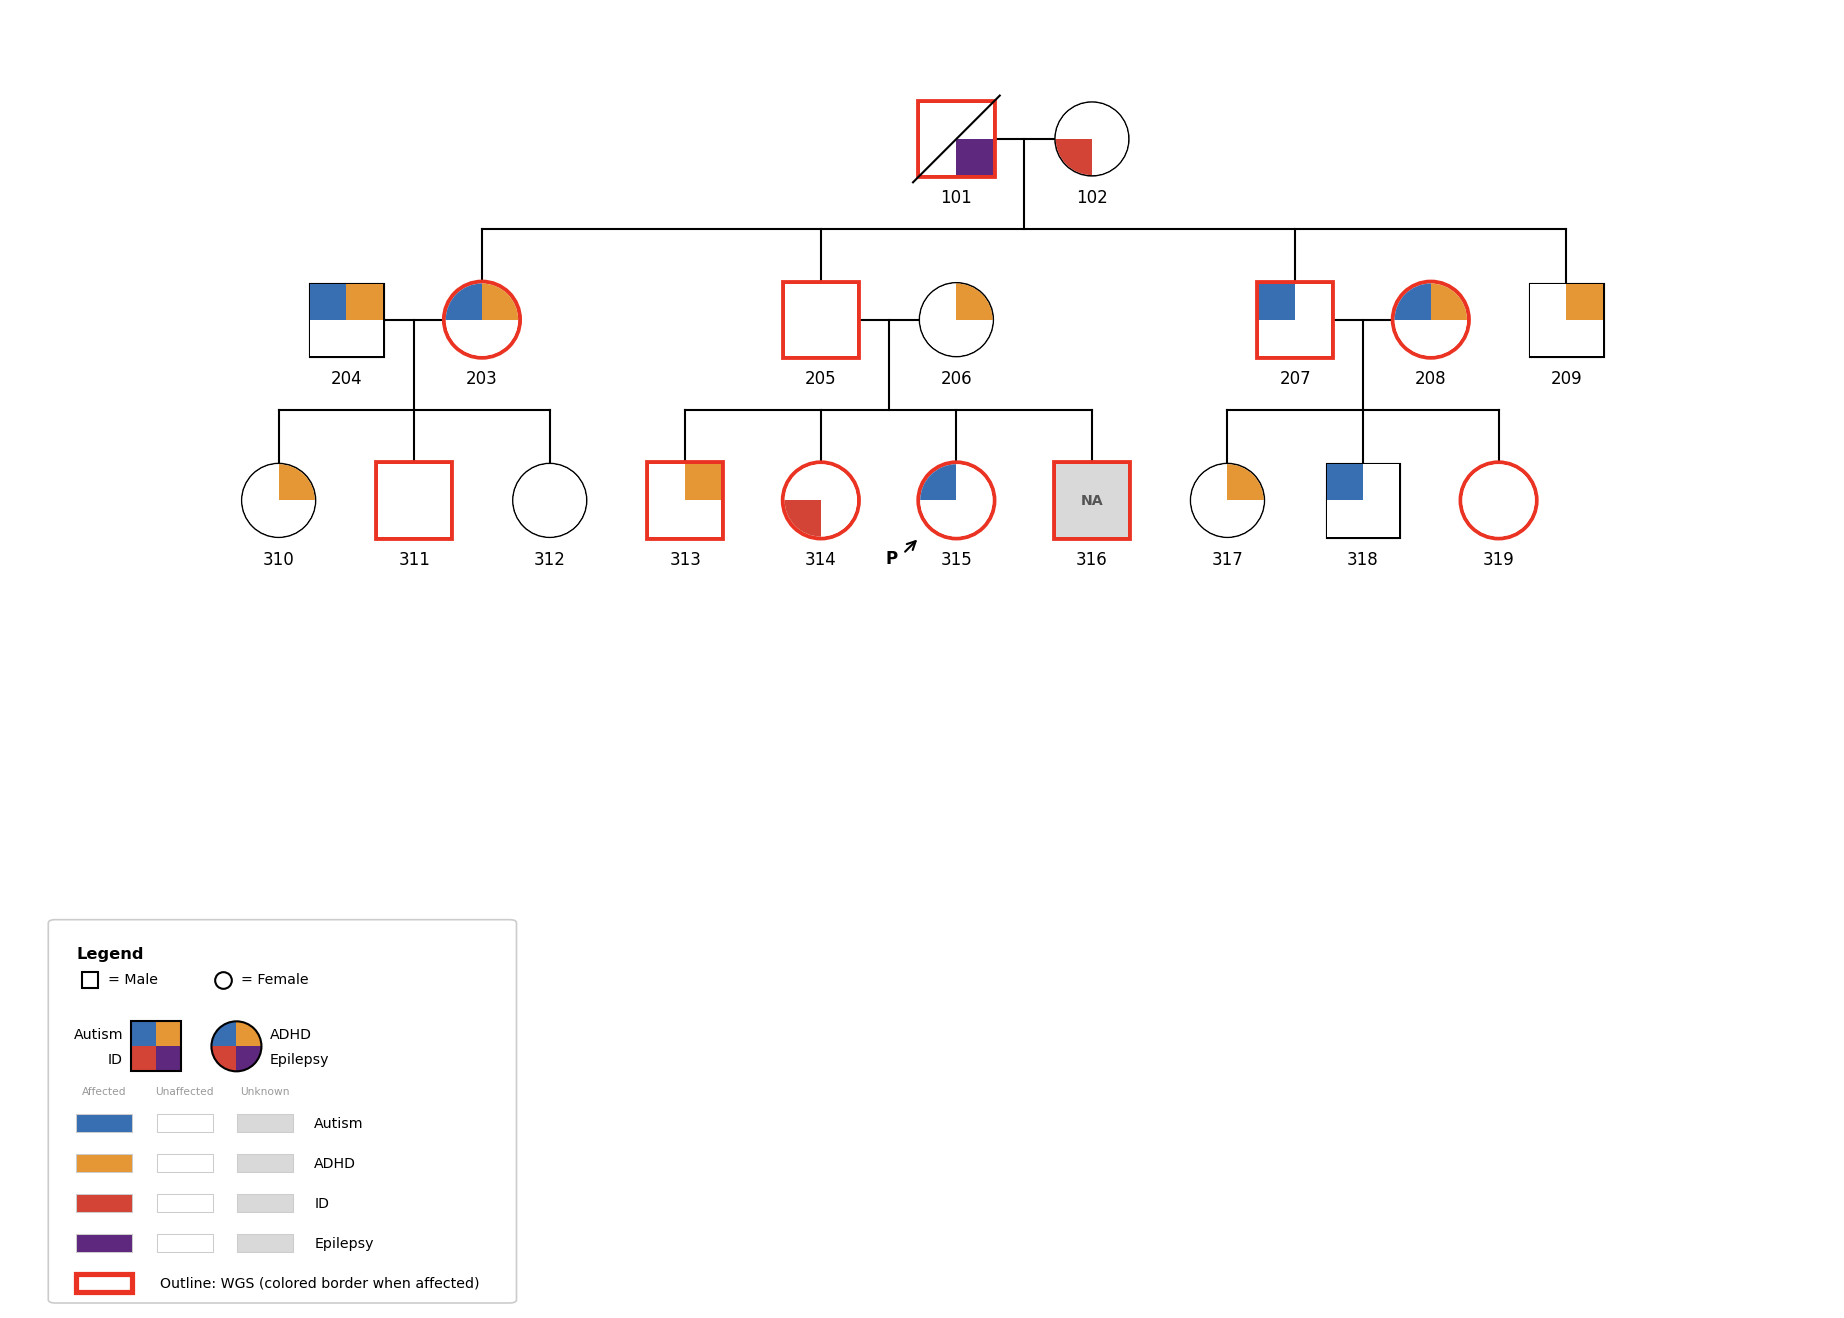 101 102
204 203 205 206 207 208 209
NA
310 311 312 313 314 P 315 316 317 318 319
Legend
= Male = Female
Autism ADHD
ID Epilepsy
Affected Unaffected Unknown
Autism
ADHD
ID
Epilepsy
Outline: WGS (colored border when affected)